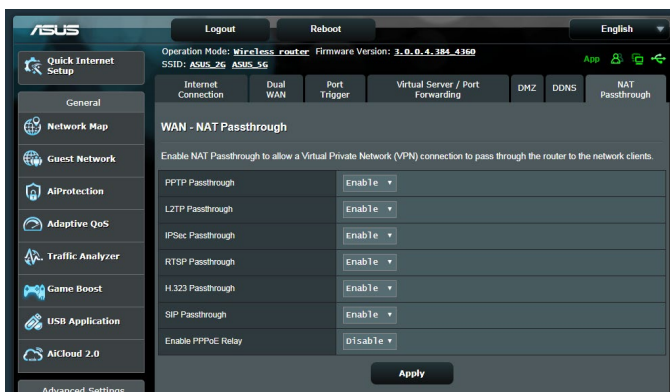 ASUS
Logout
Reboot
English
Quick Internet Setup
Operation Mode: Wireless router Firmware Version: 3.0.0.4.384_4360
SSID: ASUS_2G ASUS_5G
App
General
Network Map
Guest Network
AiProtection
Adaptive QoS
Traffic Analyzer
Game Boost
USB Application
AiCloud 2.0
Advanced Settings
Internet Connection
Dual WAN
Port Trigger
Virtual Server / Port Forwarding
DMZ
DDNS
NAT Passthrough
WAN - NAT Passthrough
Enable NAT Passthrough to allow a Virtual Private Network (VPN) connection to pass through the router to the network clients.
PPTP Passthrough Enable
L2TP Passthrough Enable
IPSec Passthrough Enable
RTSP Passthrough Enable
H.323 Passthrough Enable
SIP Passthrough Enable
Enable PPPoE Relay Disable
Apply